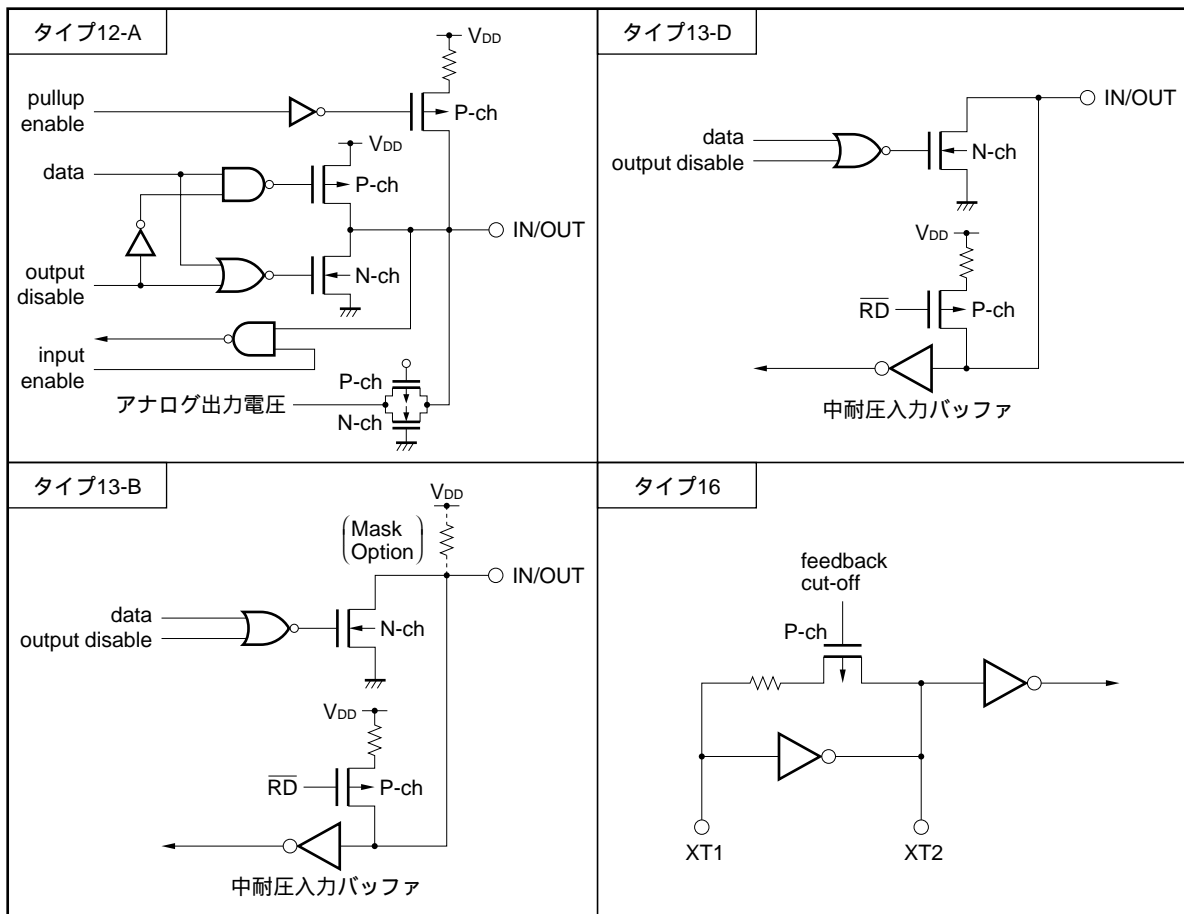 タイプ12-A
VDD
pullup
enable
P-ch
VDD
data
P-ch
IN/OUT
output
disable
N-ch
input
enable
P-ch
アナログ出力電圧
N-ch
タイプ13-D
IN/OUT
data
output disable
N-ch
VDD
RD
P-ch
中耐圧入力バッファ
タイプ13-B
VDD
(Mask
Option)
IN/OUT
data
output disable
N-ch
VDD
RD
P-ch
中耐圧入力バッファ
タイプ16
feedback
cut-off
P-ch
XT1
XT2